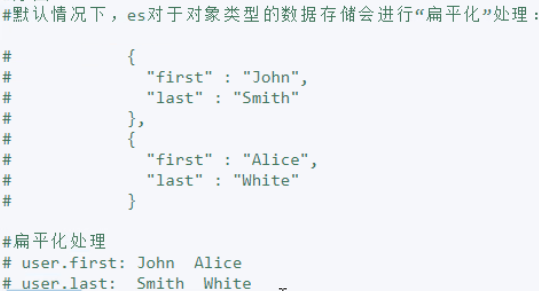 #默认情况下，es对于对象类型的数据存储会进行“扁平化”处理：
# {
# "first" : "John",
# "last" : "Smith"
# },
# {
# "first" : "Alice",
# "last" : "White"
# }
#扁平化处理
# user.first: John Alice
# user.last: Smith White